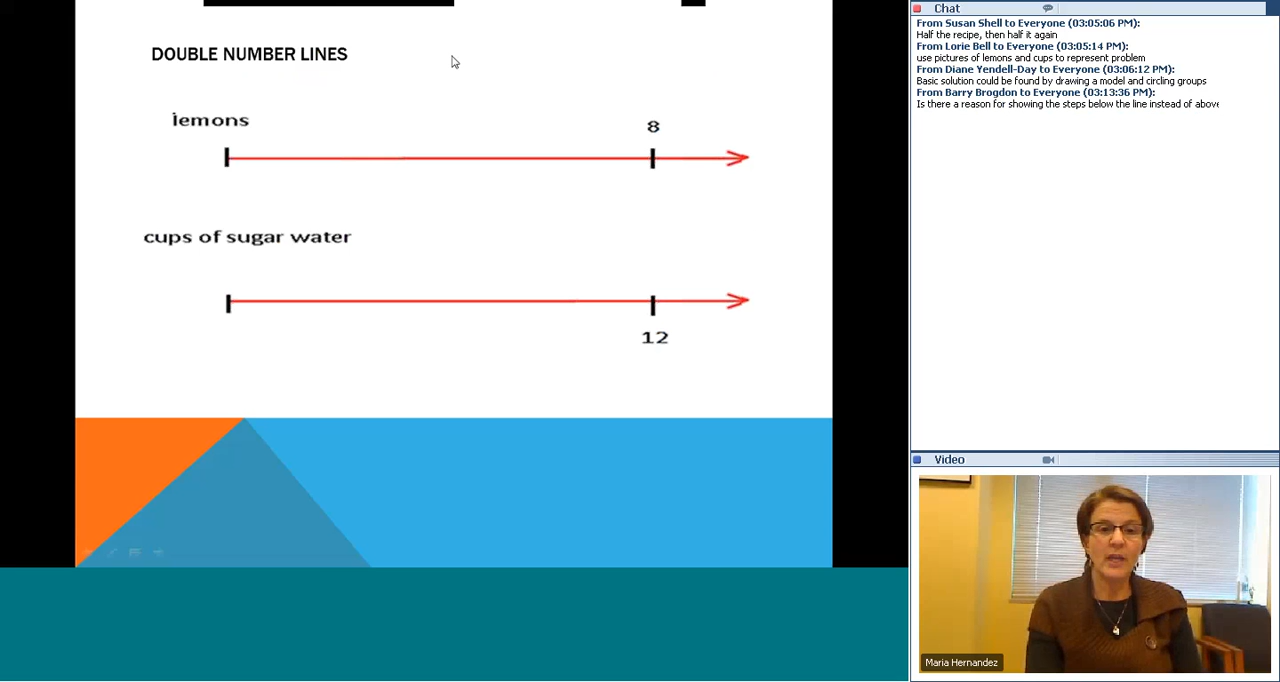 DOUBLE NUMBER LINES
lemons
8
cups of sugar water
12
Chat
From Susan Shell to Everyone (03:05:06 PM):
Half the recipe, then half it again
From Lorie Bell to Everyone (03:05:14 PM):
use pictures of lemons and cups to represent problem
From Diane Yendell-Day to Everyone (03:06:12 PM):
Basic solution could be found by drawing a model and circling groups
From Barry Brogdon to Everyone (03:13:36 PM):
Is there a reason for showing the steps below the line instead of above
Video
Maria Hernandez